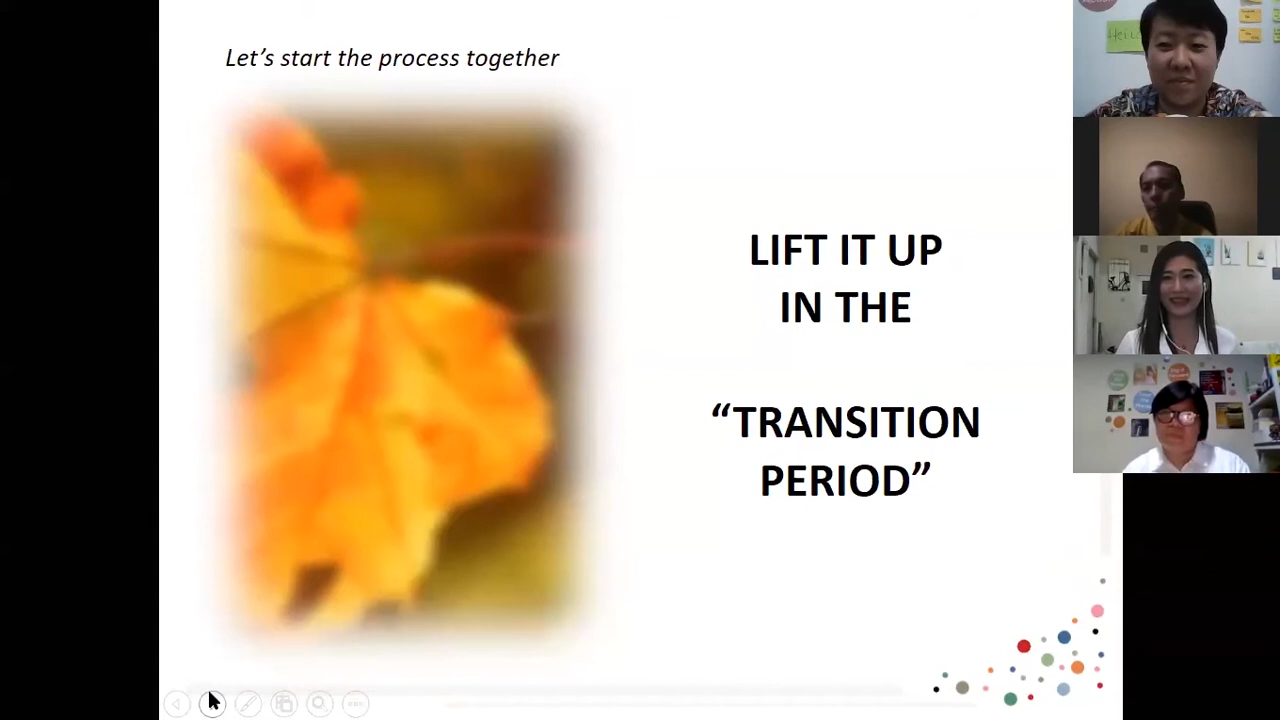 Let's start the process together
LIFT IT UP
IN THE
“TRANSITION
PERIOD”